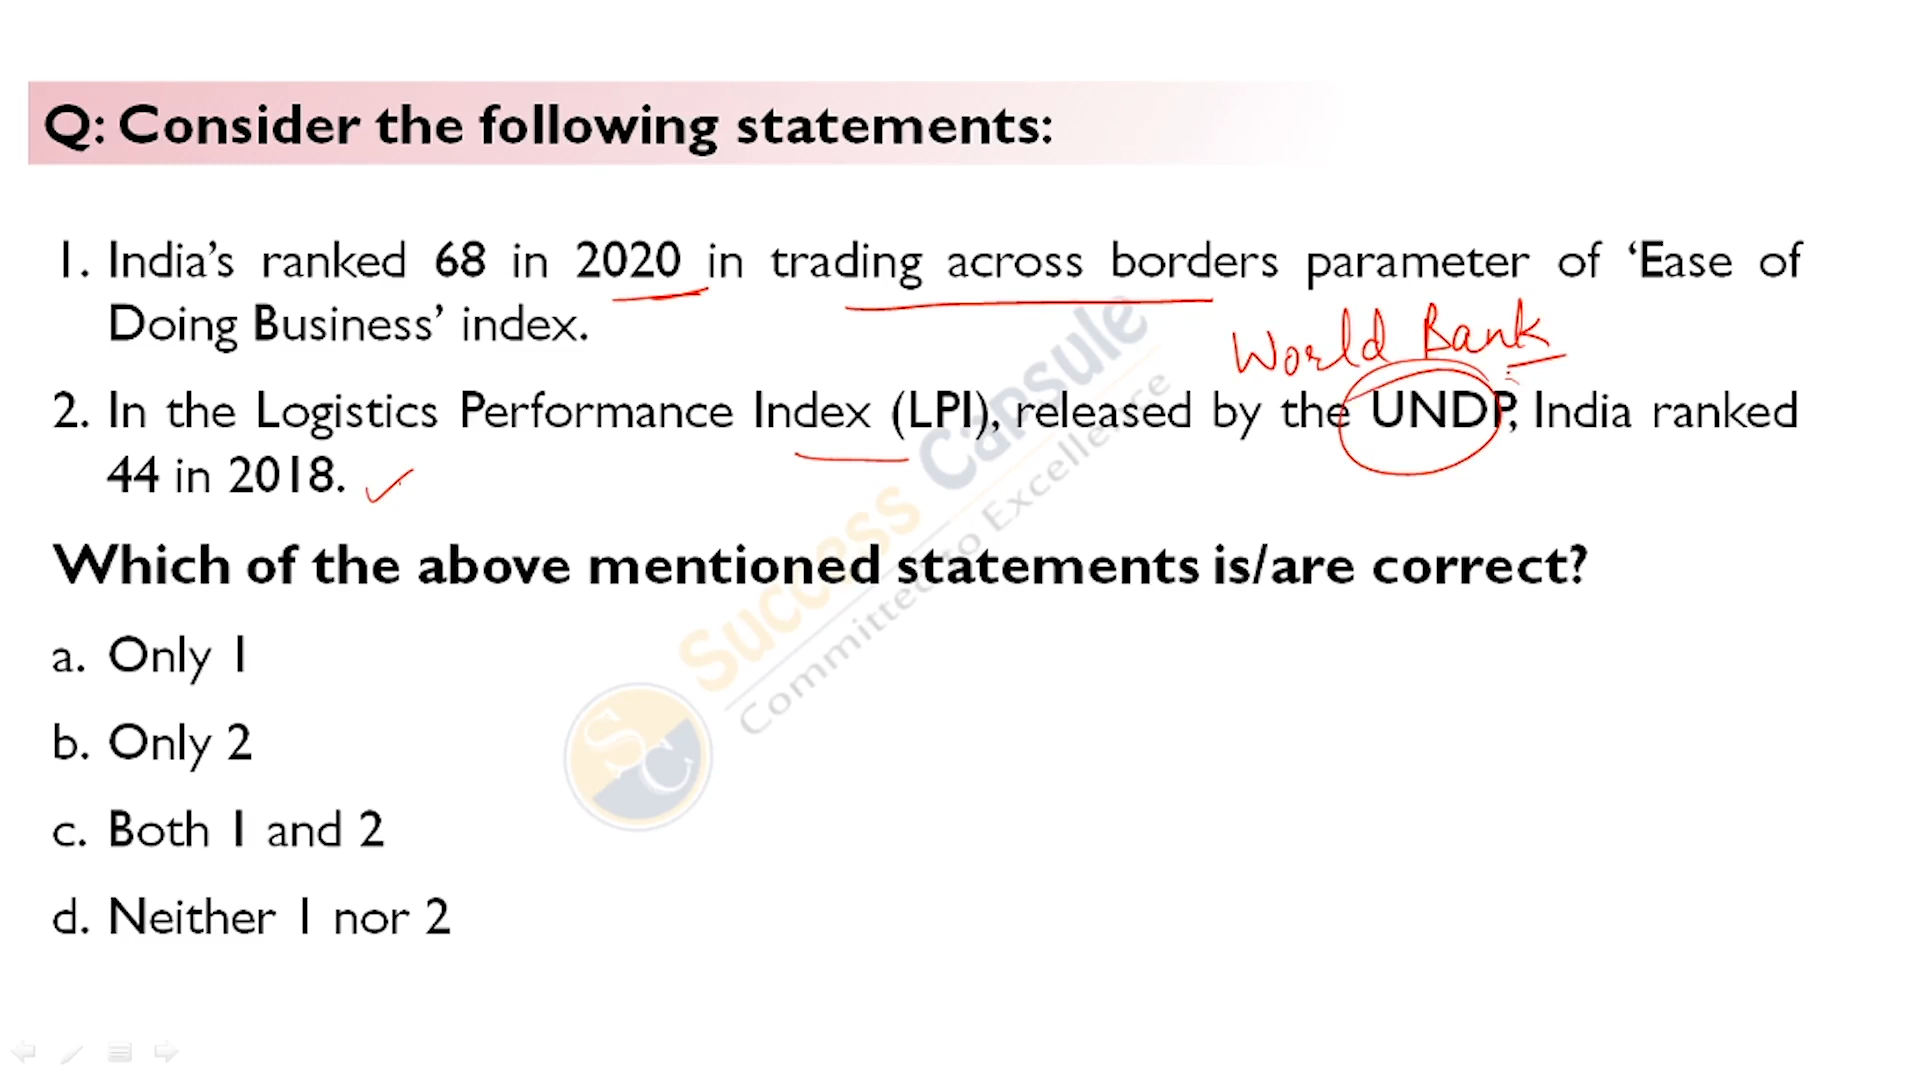 Q: Consider the following statements:
1. India's ranked 68 in 2020 in trading across borders parameter of 'Ease of
Doing Business' index.
World Bank
2. In the Logistics Performance Index (LPI), released by the UNDP, India ranked
44 in 2018.
Which of the above mentioned statements is/are correct?
a. Only 1
b. Only 2
c. Both 1 and 2
d. Neither 1 nor 2
Success Capsule
Committed to Excellence
SC